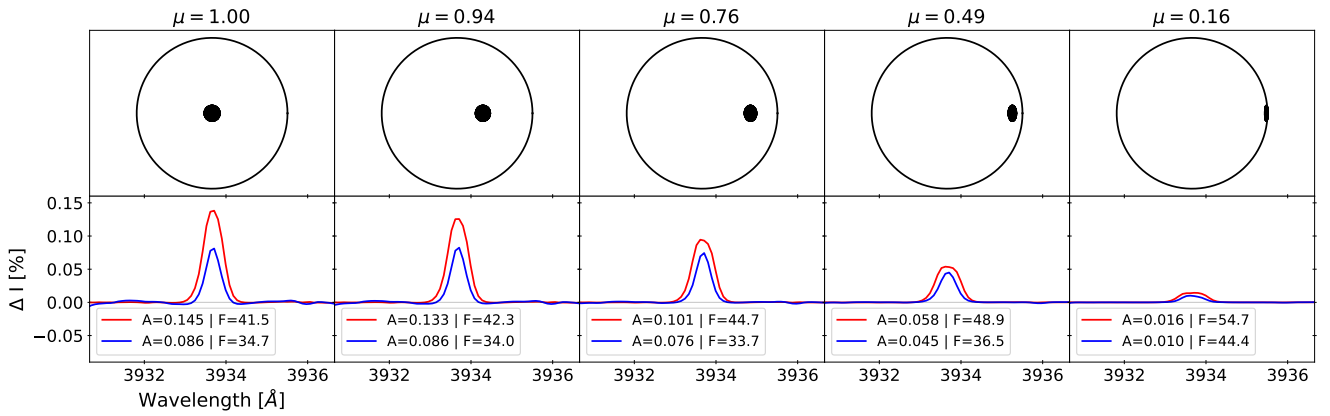 μ = 1.00
μ = 0.94
μ = 0.76
μ = 0.49
μ = 0.16
0.15
0.10
0.05
0.00
−0.05
Δ I [%]
A=0.145 | F=41.5
A=0.086 | F=34.7
A=0.133 | F=42.3
A=0.086 | F=34.0
A=0.101 | F=44.7
A=0.076 | F=33.7
A=0.058 | F=48.9
A=0.045 | F=36.5
A=0.016 | F=54.7
A=0.010 | F=44.4
3932 3934 3936
3932 3934 3936
3932 3934 3936
3932 3934 3936
3932 3934 3936
Wavelength [Å]